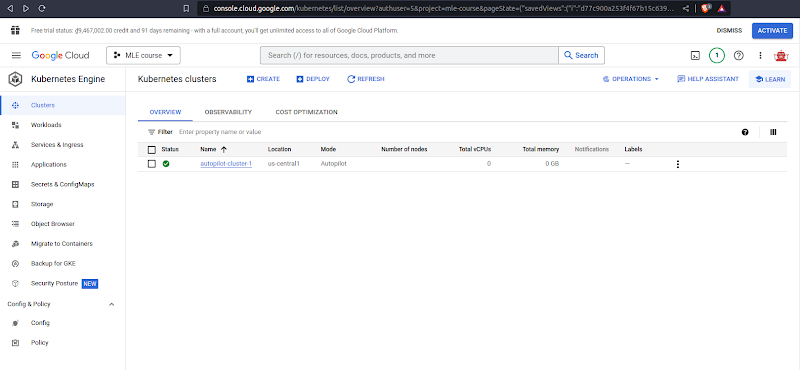 console.cloud.google.com/kubernetes/list/overview?authuser=5&project=mle-course&pageState=("savedViews":("i":"d77c900a253f4f67b15c639...
Free trial status: ₫9,467,002.00 credit and 91 days remaining - with a full account, you'll get unlimited access to all of Google Cloud Platform.
DISMISS
ACTIVATE
Google Cloud
MLE course
Search (/) for resources, docs, products, and more
Search
1
Kubernetes Engine
Kubernetes clusters
CREATE
DEPLOY
REFRESH
OPERATIONS
HELP ASSISTANT
LEARN
Clusters
Workloads
Services & Ingress
Applications
Secrets & ConfigMaps
Storage
Object Browser
Migrate to Containers
Backup for GKE
Security Posture NEW
Config & Policy
Config
Policy
OVERVIEW
OBSERVABILITY
COST OPTIMIZATION
Filter Enter property name or value
Status Name Location Mode Number of nodes Total vCPUs Total memory Notifications Labels
autopilot-cluster-1 us-central1 Autopilot 0 0 GB —